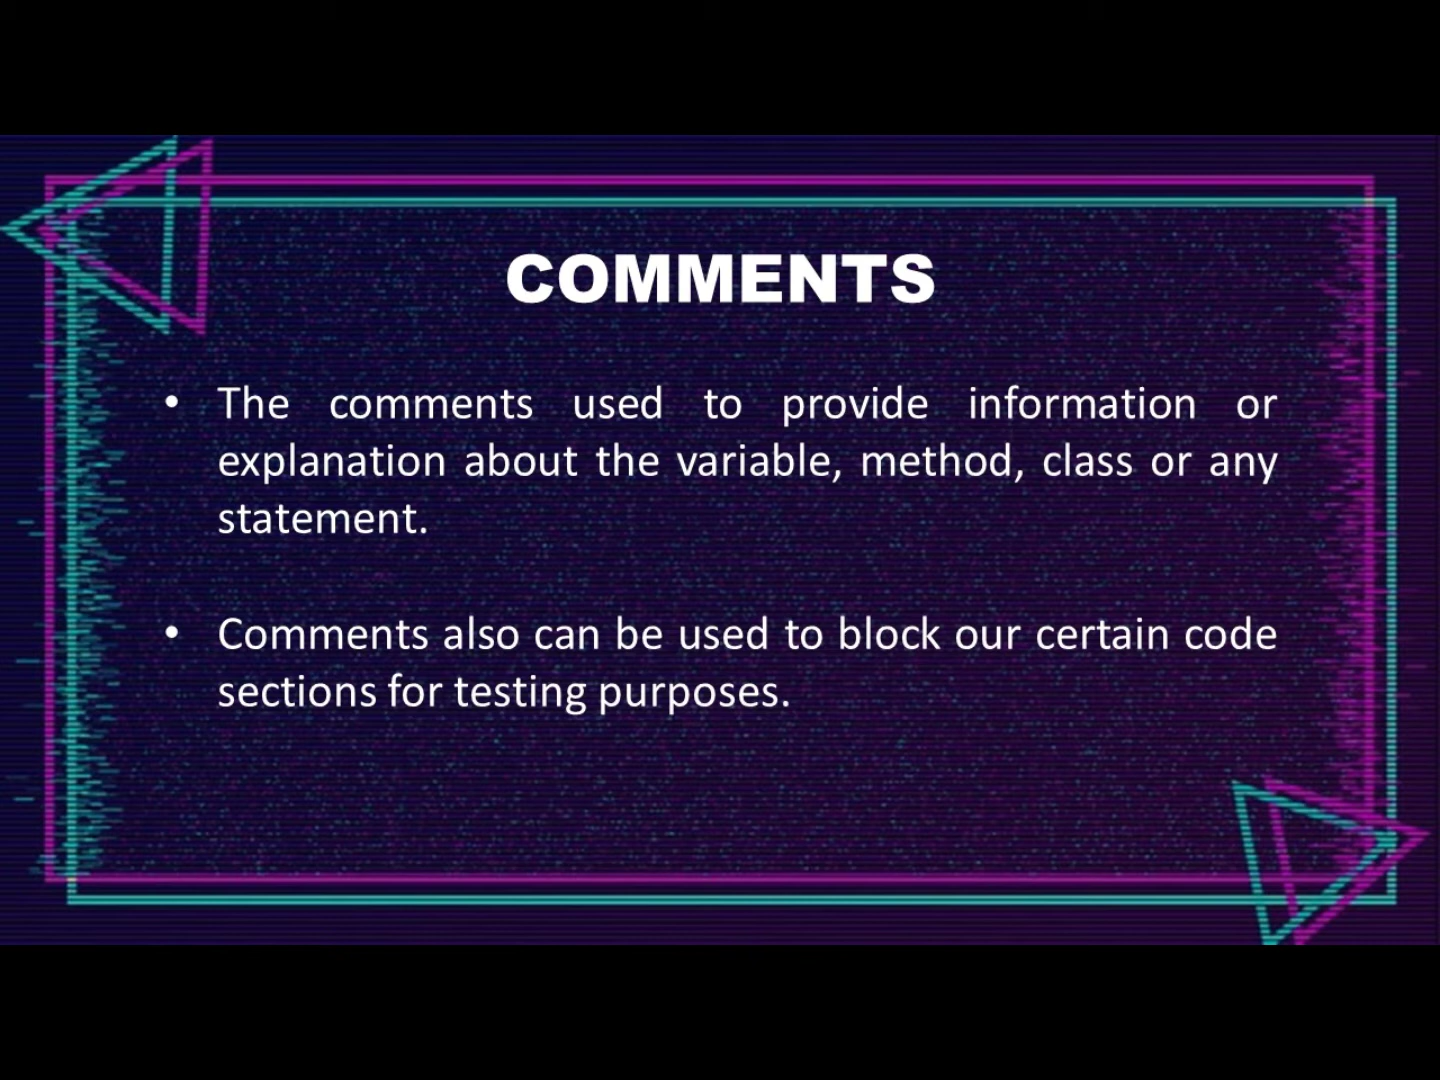 COMMENTS
• The comments used to provide information or
explanation about the variable, method, class or any
statement.
• Comments also can be used to block our certain code
sections for testing purposes.